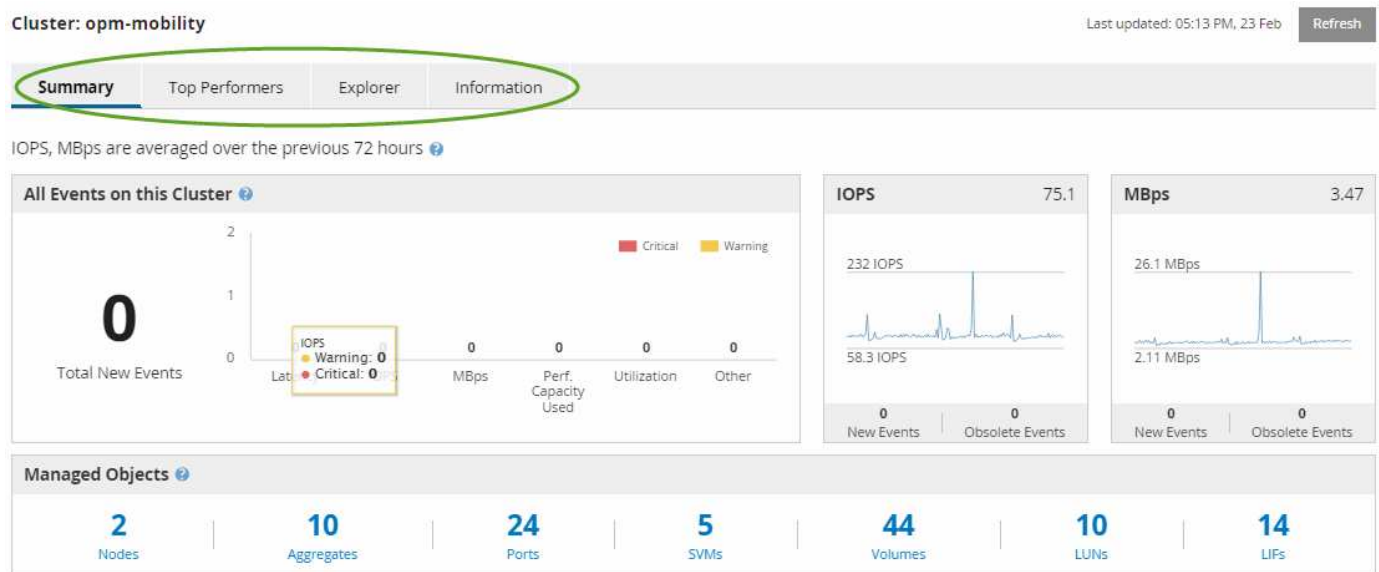 Cluster: opm-mobility
Last updated: 05:13 PM, 23 Feb
Refresh
Summary
Top Performers
Explorer
Information
IOPS, MBps are averaged over the previous 72 hours
All Events on this Cluster
0
Total New Events
2
1
0
Critical
Warning
IOPS
Warning: 0
Critical: 0
0
0
0
0
MBps
Perf.
Capacity
Used
Utilization
Other
IOPS 75.1
232 IOPS
58.3 IOPS
0
New Events
0
Obsolete Events
MBps 3.47
26.1 MBps
2.11 MBps
0
New Events
0
Obsolete Events
Managed Objects
2
Nodes
10
Aggregates
24
Ports
5
SVMs
44
Volumes
10
LUNs
14
LIFs